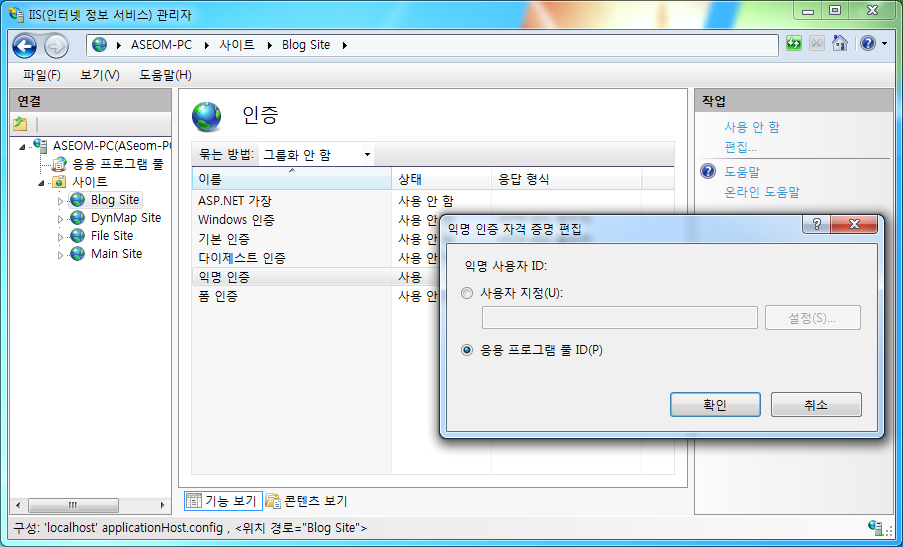 IIS(인터넷 정보 서비스) 관리자
ASEOM-PC 사이트 Blog Site
파일(F) 보기(V) 도움말(H)
연결
ASEOM-PC(ASeom-P
응용 프로그램 풀
사이트
Blog Site
DynMap Site
File Site
Main Site
인증
묶는 방법: 그룹화 안 함
이름 상태 응답 형식
ASP.NET 가장 사용 안 함
Windows 인증 사용 안 함
기본 인증 사용 안
다이제스트 인증 사용 안
익명 인증 사용
폼 인증 사용 안
기능 보기 콘텐츠 보기
작업
사용 안 함
편집...
도움말
온라인 도움말
익명 인증 자격 증명 편집
익명 사용자 ID:
사용자 지정(U):
설정(S)...
응용 프로그램 풀 ID(P)
확인 취소
구성: 'localhost' applicationHost.config , <위치 경로="Blog Site">